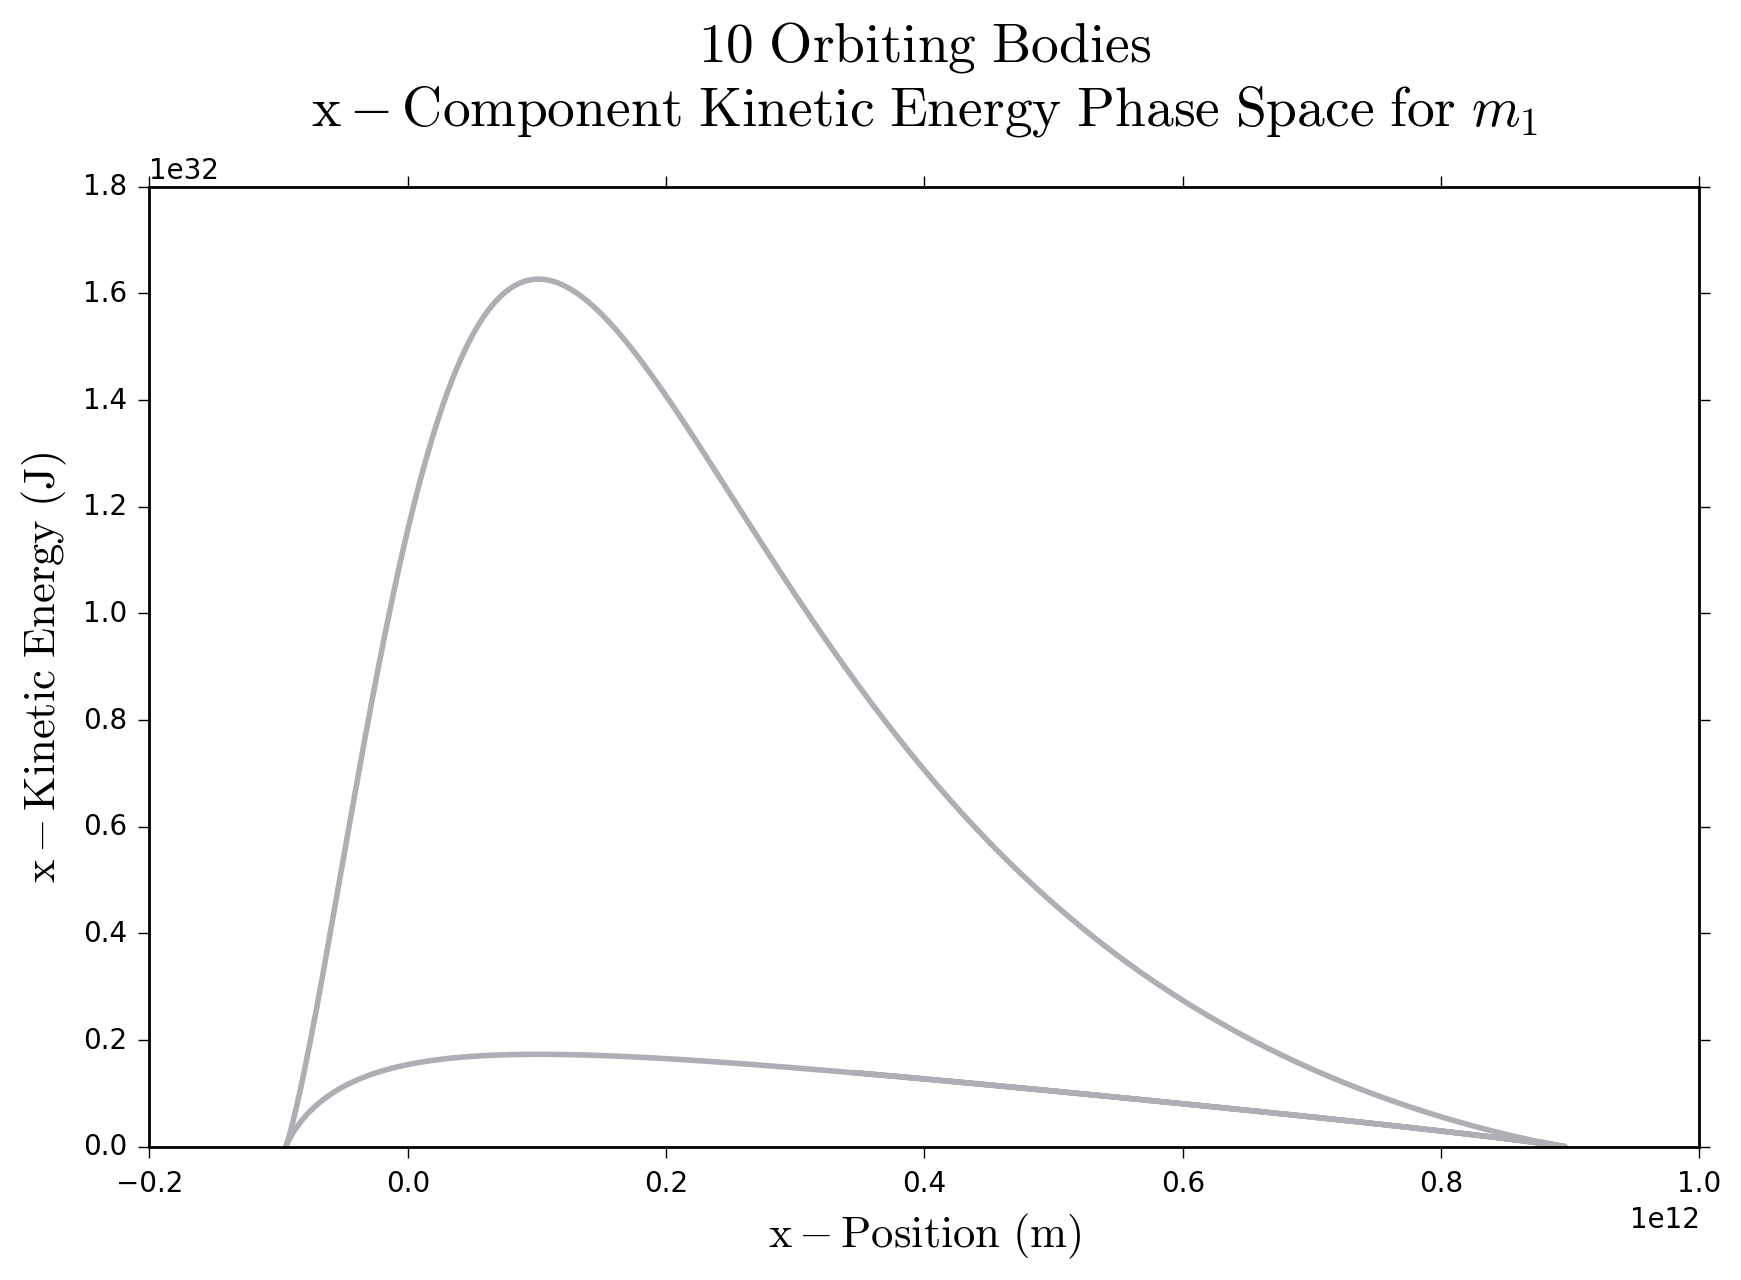 10 Orbiting Bodies
x − Component Kinetic Energy Phase Space for m₁
1e32
1.8
1.6
1.4
1.2
1.0
0.8
0.6
0.4
0.2
0.0
x − Kinetic Energy (J)
−0.2 0.0 0.2 0.4 0.6 0.8 1.0
1e12
x − Position (m)